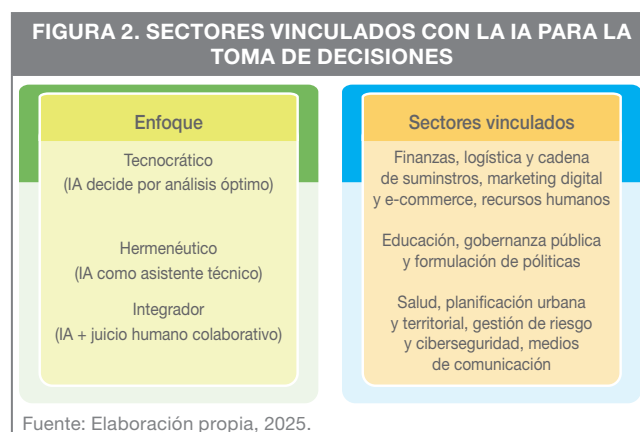 FIGURA 2. SECTORES VINCULADOS CON LA IA PARA LA
TOMA DE DECISIONES
Enfoque
Tecnocrático
(IA decide por análisis óptimo)
Hermenéutico
(IA como asistente técnico)
Integrador
(IA + juicio humano colaborativo)
Sectores vinculados
Finanzas, logística y cadena
de suminstros, marketing digital
y e-commerce, recursos humanos
Educación, gobernanza pública
y formulación de póliticas
Salud, planificación urbana
y territorial, gestión de riesgo
y ciberseguridad, medios
de comunicación
Fuente: Elaboración propia, 2025.